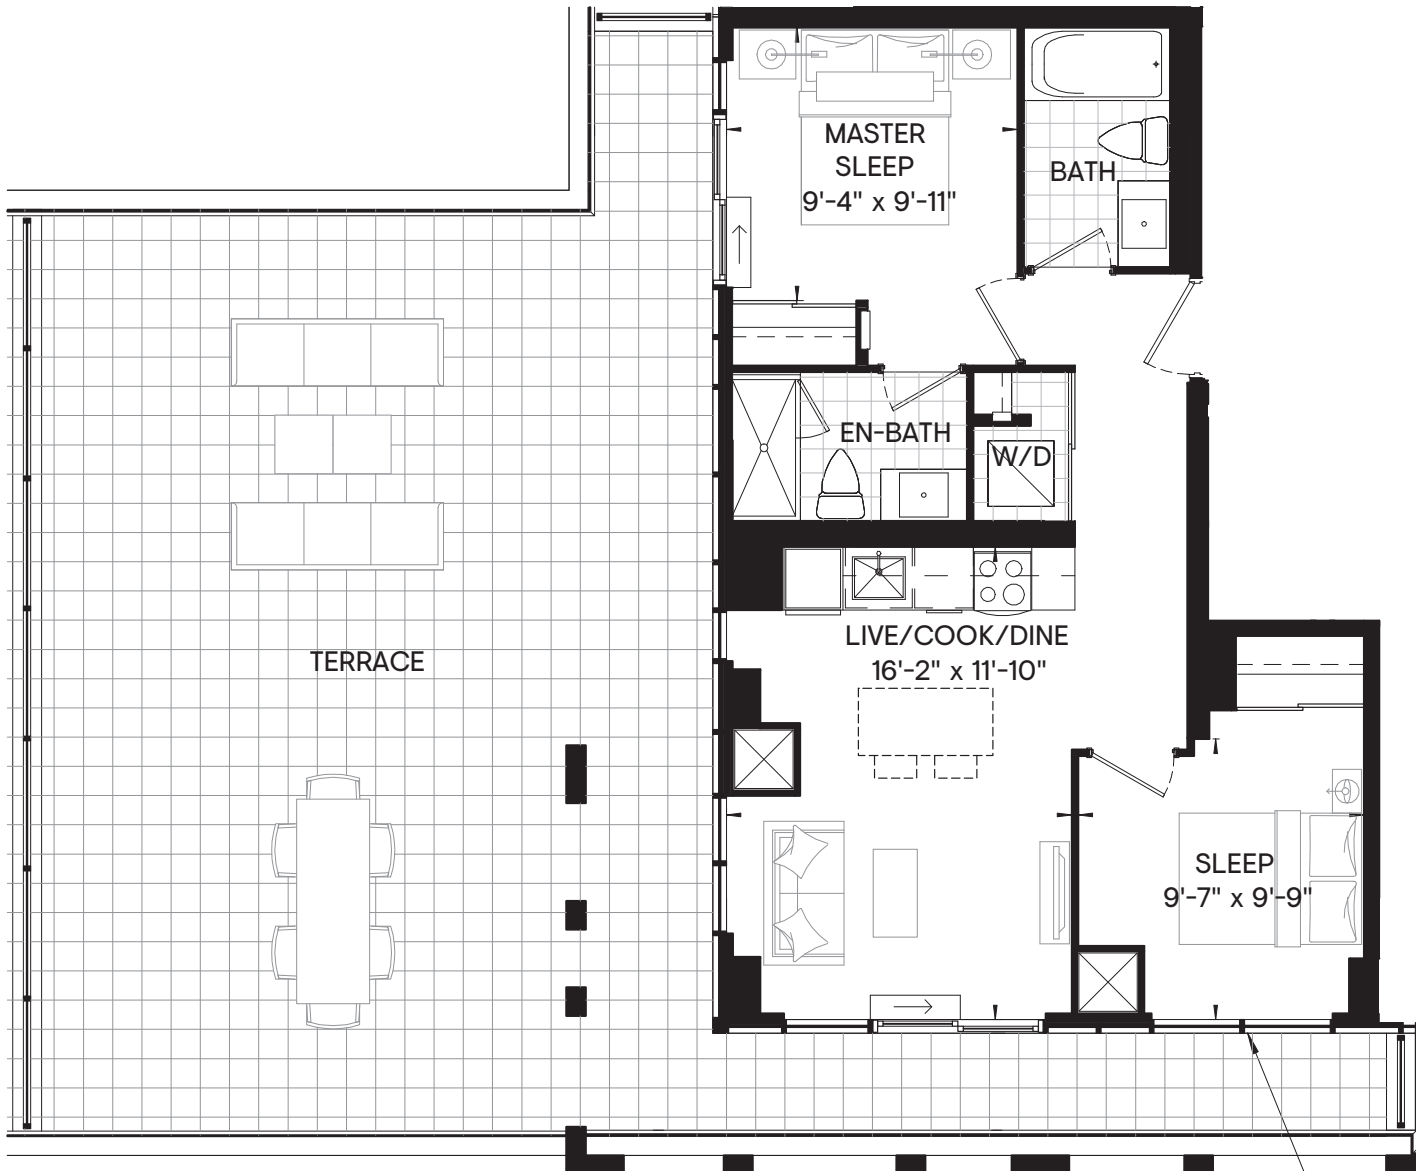 MASTER
SLEEP
9'-4" x 9'-11"
BATH
EN-BATH
W/D
LIVE/COOK/DINE
16'-2" x 11'-10"
TERRACE
SLEEP
9'-7" x 9'-9"